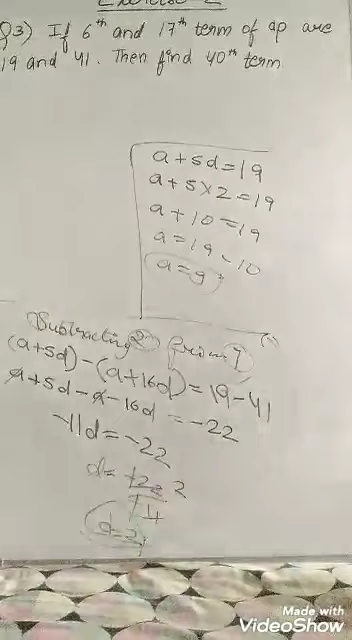 Q3) If 6th and 17th term of ap are
19 and 41. Then find 40th term
a+5d=19
a+5×2=19
a+10=19
a=19-10
a=9
Subtracting 2 from 1
(a+5d)-(a+16d)=19-41
a+5d-a-16d=-22
-11d=-22
d=2
Made with
VideoShow